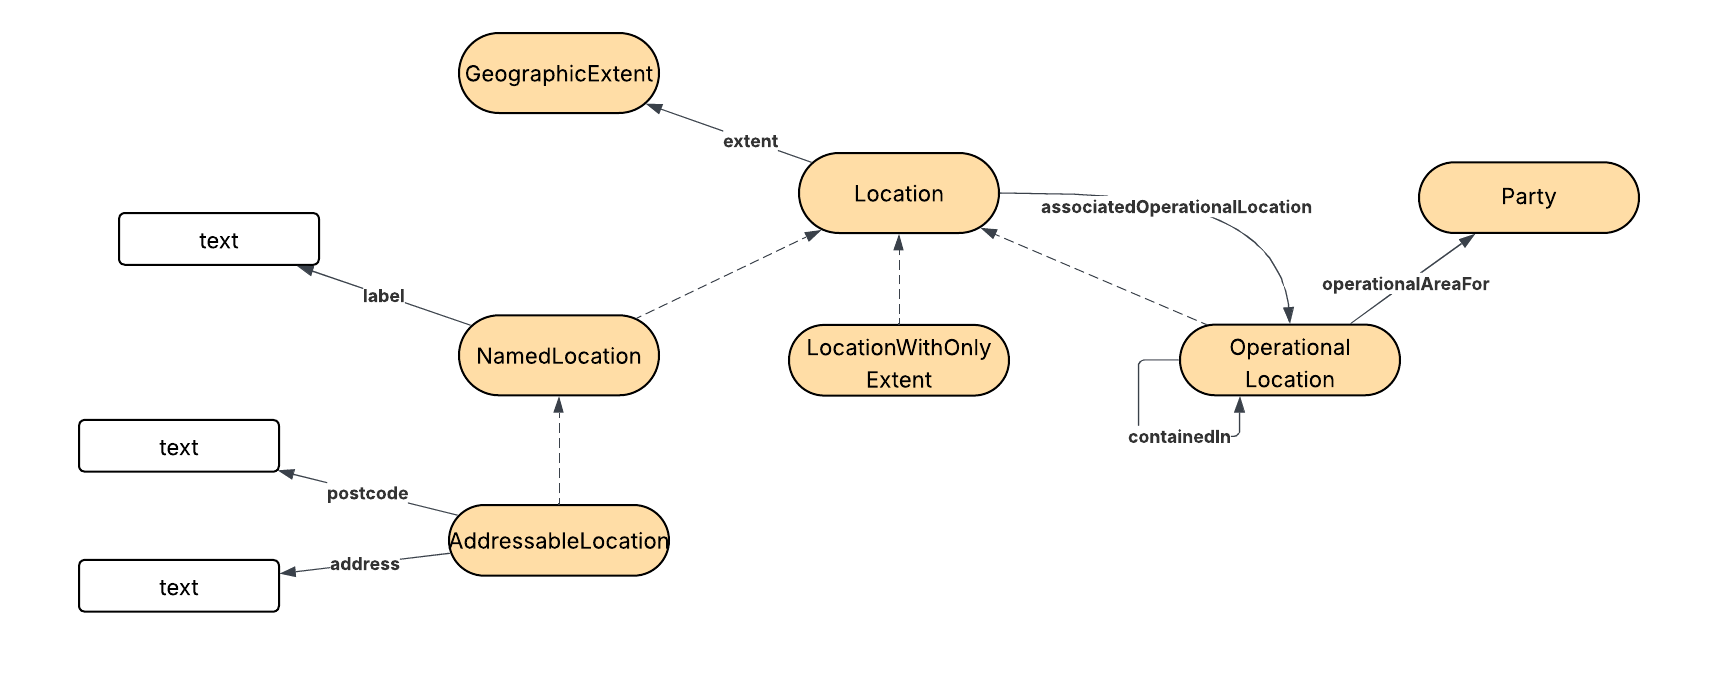 GeographicExtent
extent
Location
associatedOperationalLocation
Party
text
label
operationalAreaFor
NamedLocation
LocationWithOnly
Extent
Operational
Location
containedIn
text
postcode
AddressableLocation
address
text